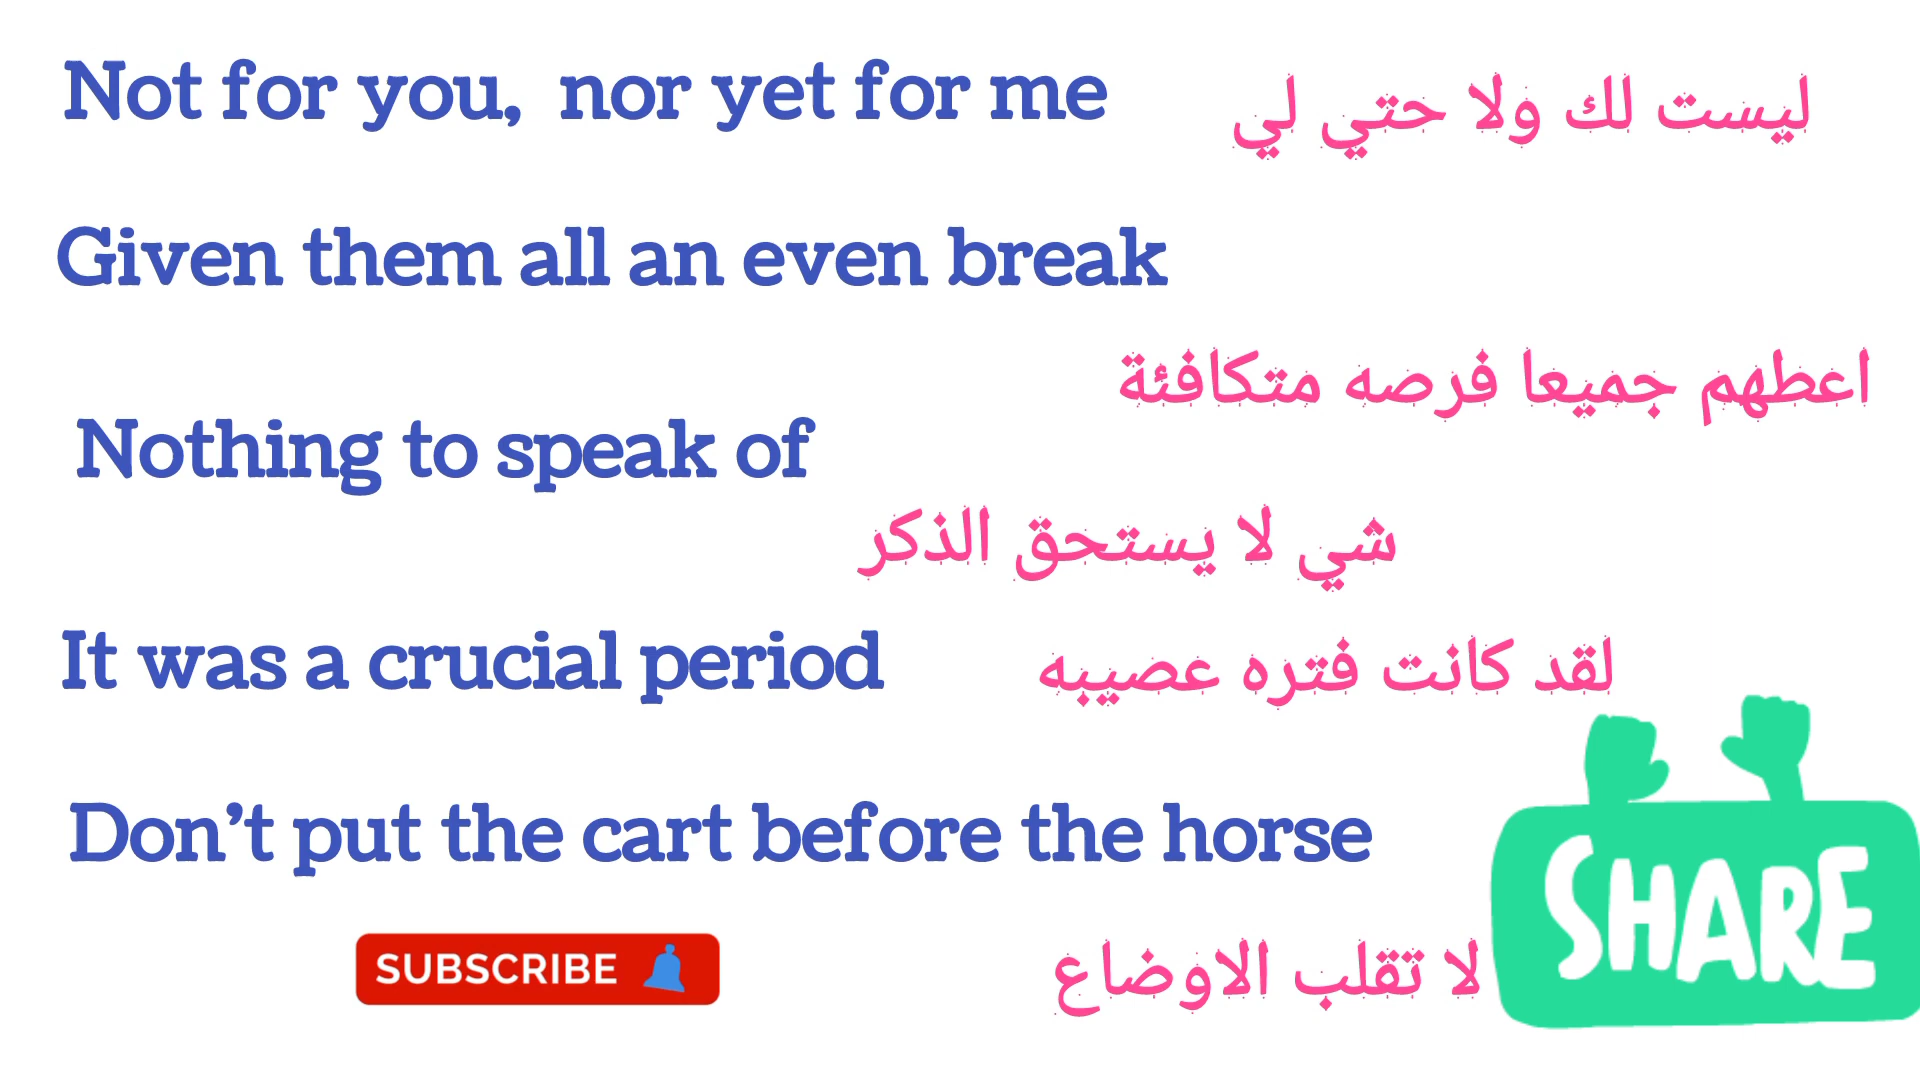 Not for you, nor yet for me
ليست لك ولا حتي لي
Given them all an even break
اعطهم جميعا فرصه متكافئة
Nothing to speak of
شي لا يستحق الذكر
It was a crucial period
لقد كانت فتره عصيبه
Don’t put the cart before the horse
SHARE
SUBSCRIBE
لا تقلب الاوضاع